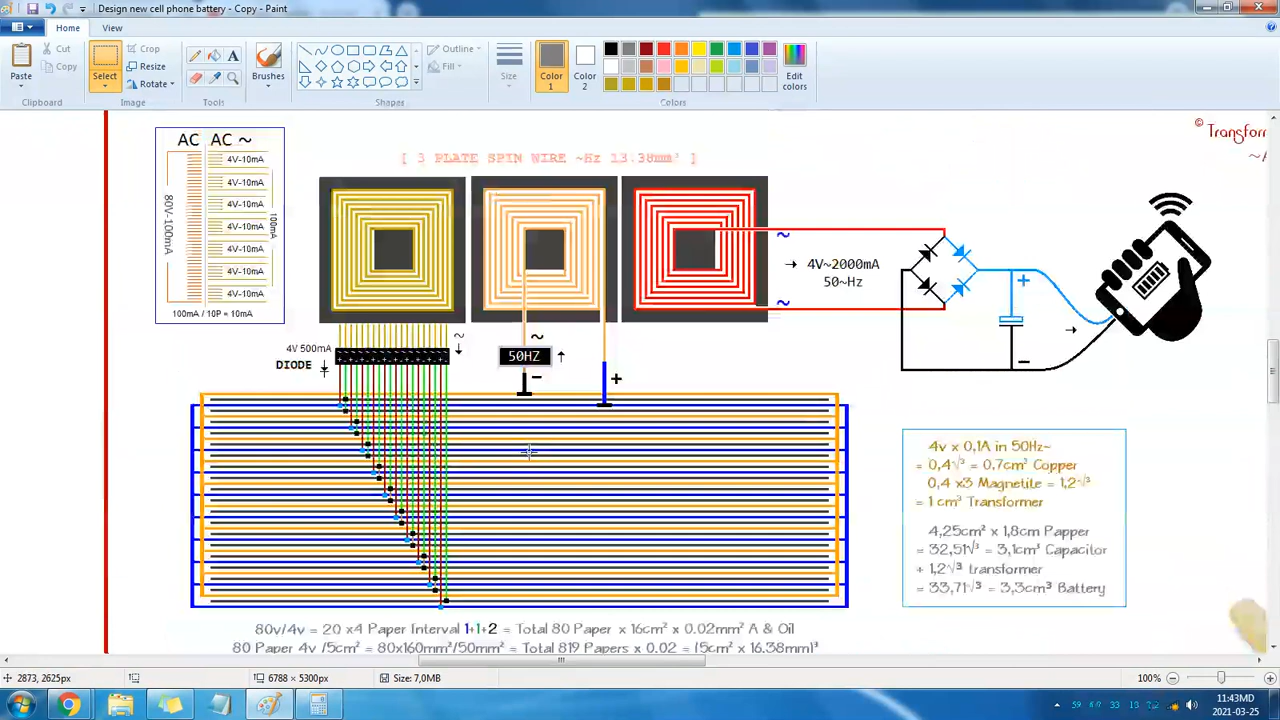 Design new cell phone battery - Copy - Paint
Home View
Paste
Cut
Copy
Clipboard
Select
Crop
Resize
Rotate
Image
A
Tools
Brushes
Outline
Fill
Shapes
Size
Color 1
Color 2
Edit colors
Colors
© Transfor
AC AC ~
4V-10mA
4V-10mA
4V-10mA
4V-10mA
4V-10mA
4V-10mA
4V-10mA
80V-100mA
100mA
100mA / 10P = 10mA
[ 3 PLATE SPIN WIRE ~Hz 13.38mm³ ]
~
→ 4V~2000mA
50~Hz
~
+
→
−
4V 500mA
DIODE
~
~
50HZ ↑
−
+
4v x 0,1A in 50Hz~
= 0,4√³ = 0,7cm³ Copper
0,4 x3 Magnetite = 1,2√³
= 1 cm³ Transformer
4,25cm² x 1,8cm Papper
= 32,51√³ = 3,1cm³ Capacitor
+ 1,2√³ transformer
= 33,71√³ = 3,3cm³ Battery
80v/4v = 20 x4 Paper Interval 1+1+2 = Total 80 Paper x 16cm² x 0.02mm² A & Oil
80 Paper 4v /5cm² = 80x160mm²/50mm² = Total 819 Papers x 0.02 = (5cm² x 16.38mm)³
2873, 2625px
6788 × 5300px
Size: 7,0MB
100%
11:43MD
2021-03-25